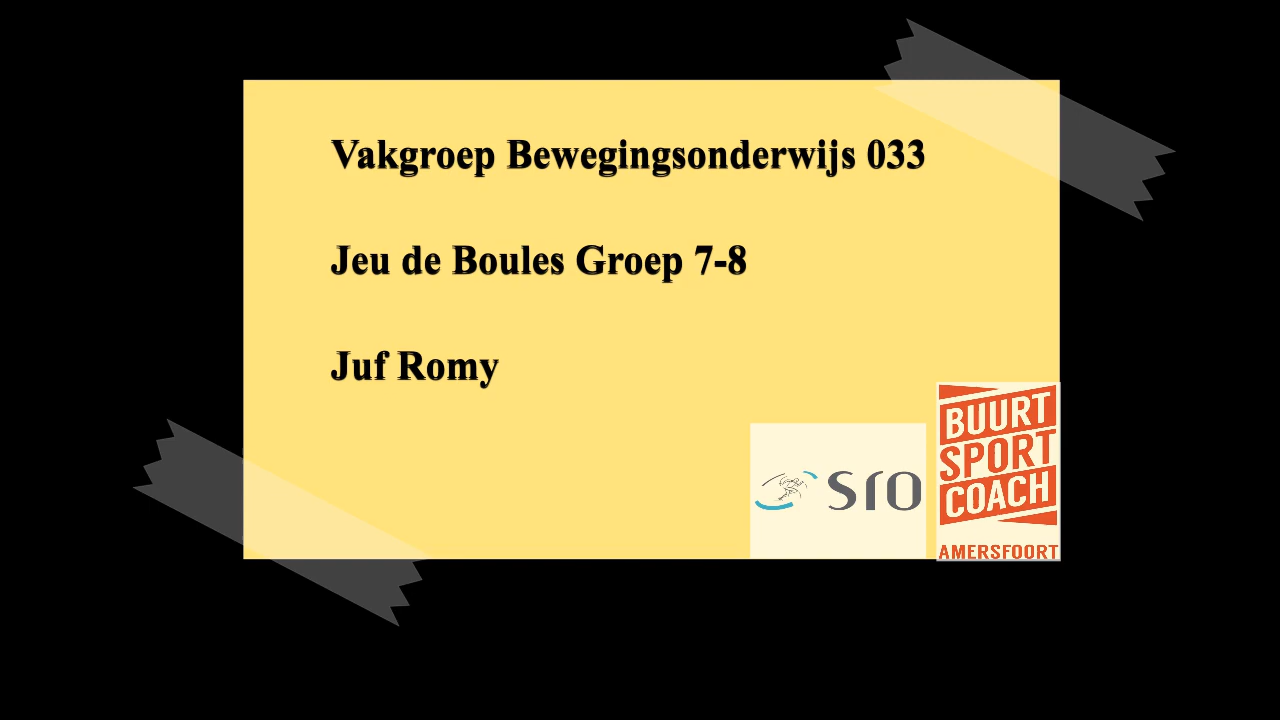 Vakgroep Bewegingsonderwijs 033
Jeu de Boules Groep 7-8
Juf Romy
sro
BUURT
SPORT
COACH
AMERSFOORT